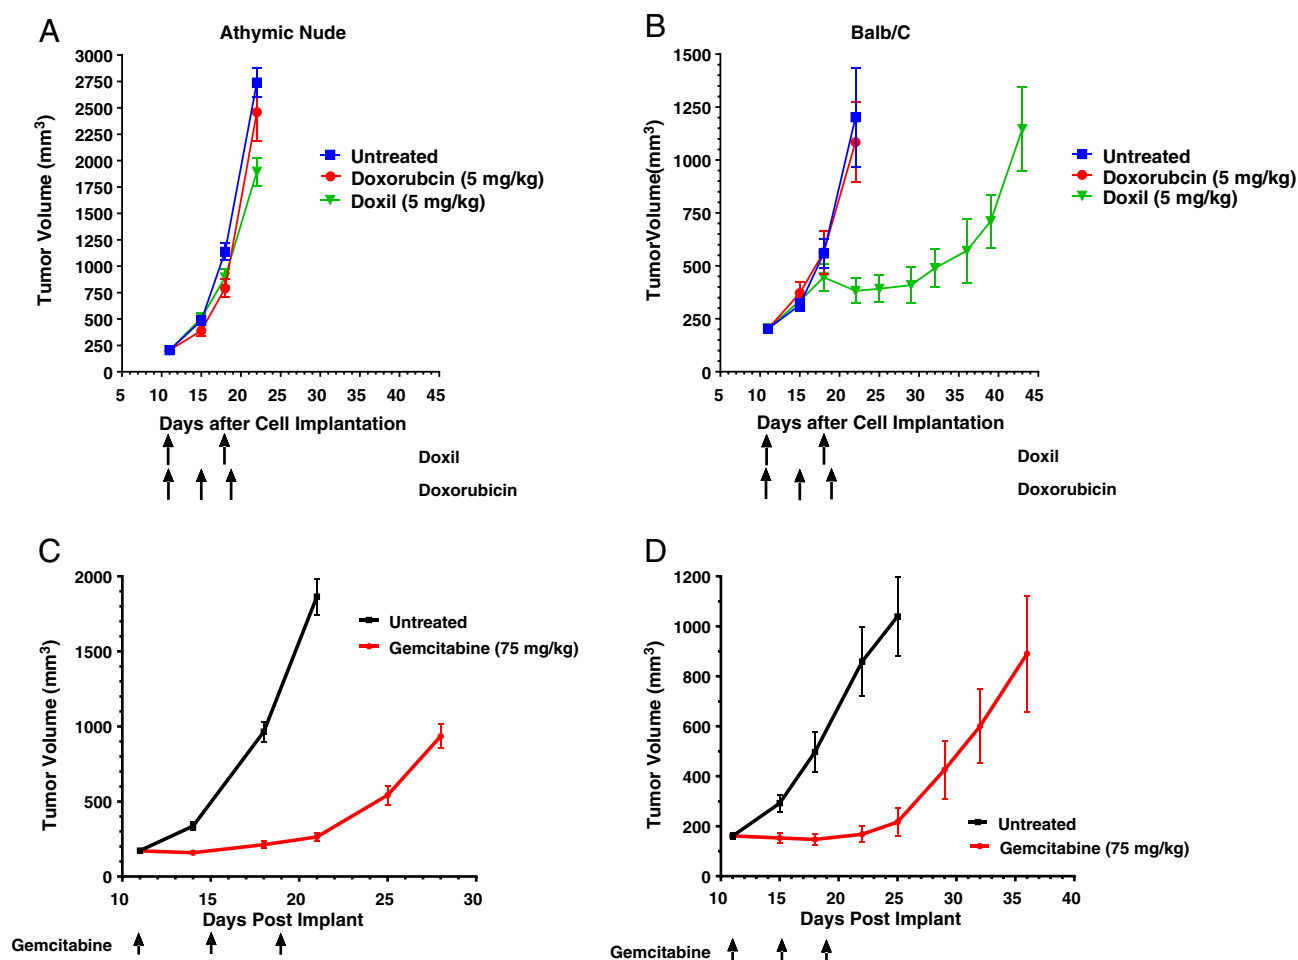 A
Athymic Nude
3000
2750
2500
2250
2000
1750
1500
1250
1000
750
500
250
0
Tumor Volume (mm3)
5 10 15 20 25 30 35 40 45
Days after Cell Implantation
Untreated
Doxorubcin (5 mg/kg)
Doxil (5 mg/kg)
Doxil
Doxorubicin
B
Balb/C
1500
1250
1000
750
500
250
0
TumorVolume(mm3)
5 10 15 20 25 30 35 40 45
Days after Cell Implantation
Untreated
Doxorubcin (5 mg/kg)
Doxil (5 mg/kg)
Doxil
Doxorubicin
C
2000
1500
1000
500
0
Tumor Volume (mm3)
10 15 20 25 30
Days Post Implant
Untreated
Gemcitabine (75 mg/kg)
Gemcitabine
D
1200
1000
800
600
400
200
0
Tumor Volume (mm3)
10 15 20 25 30 35 40
Days Post Implant
Untreated
Gemcitabine (75 mg/kg)
Gemcitabine